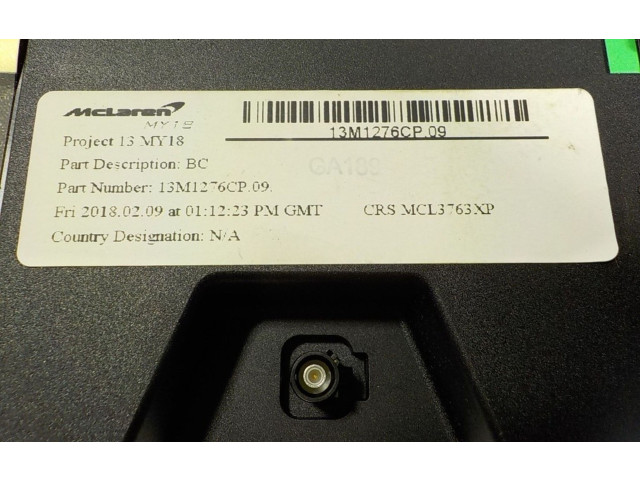 McLaren
MY18
13M1276CP.09
Project 13 MY18
Part Description: BC
GA189
Part Number: 13M1276CP.09.
Fri 2018.02.09 at 01:12:23 PM GMT CRS MCL3763XP
Country Designation: N/A